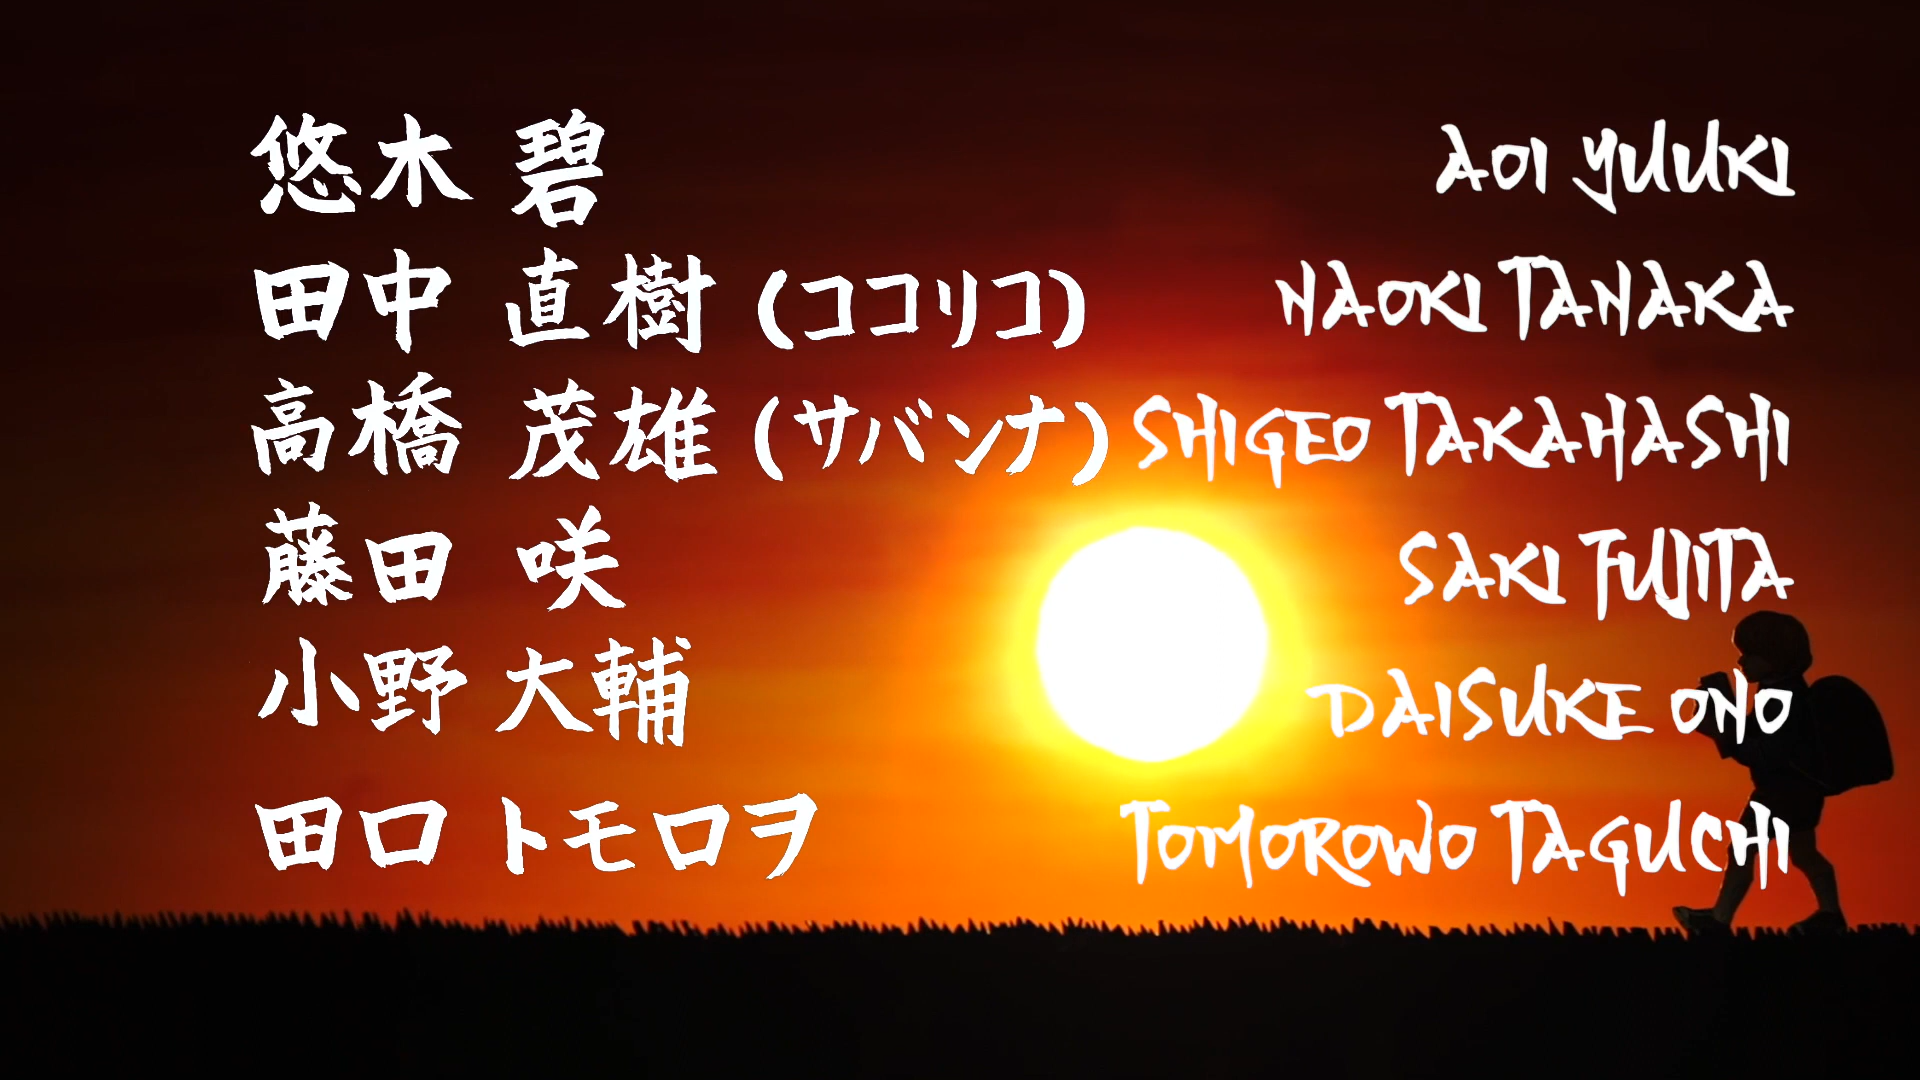 悠木 碧 AOI YUUKI
田中 直樹 (ココリコ) NAOKI TANAKA
高橋 茂雄 (サバンナ) SHIGEO TAKAHASHI
藤田 咲 SAKI FUJITA
小野 大輔 DAISUKE ONO
田口 トモロヲ TOMOROWO TAGUCHI